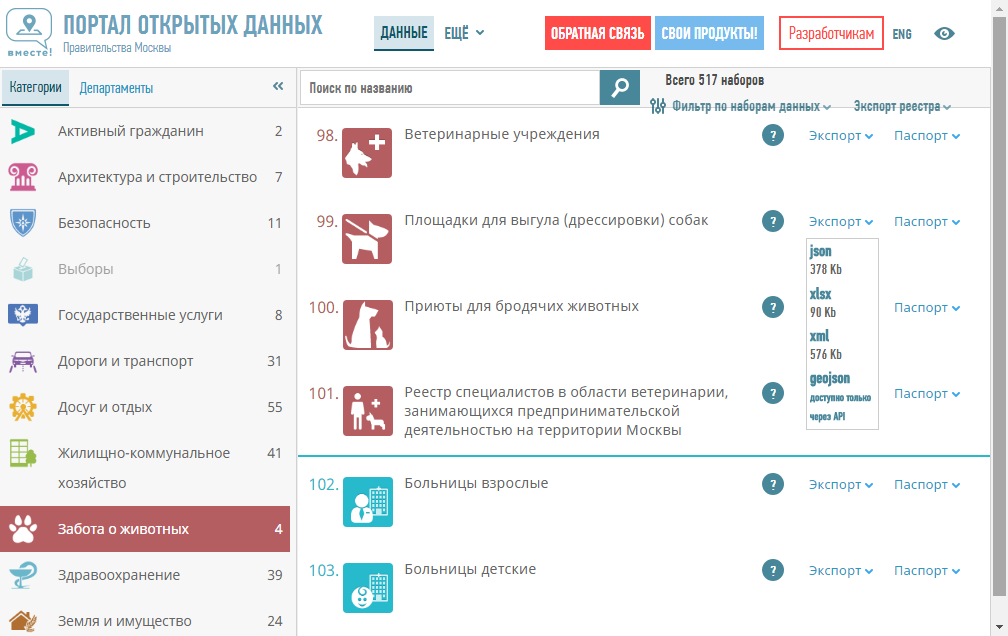 вместе!
ПОРТАЛ ОТКРЫТЫХ ДАННЫХ
Правительства Москвы
ДАННЫЕ
ЕЩЁ
ОБРАТНАЯ СВЯЗЬ
СВОИ ПРОДУКТЫ!
Разработчикам
ENG
Категории
Департаменты
«
Поиск по названию
Всего 517 наборов
Фильтр по наборам данных
Экспорт реестра
Активный гражданин 2
Архитектура и строительство 7
Безопасность 11
Выборы 1
Государственные услуги 8
Дороги и транспорт 31
Досуг и отдых 55
Жилищно-коммунальное 41
хозяйство
Забота о животных 4
Здравоохранение 39
Земля и имущество 24
98. Ветеринарные учреждения ? Экспорт Паспорт
99. Площадки для выгула (дрессировки) собак ? Экспорт Паспорт
json
378 Kb
xlsx
90 Kb
xml
576 Kb
geojson
доступно только
через API
100. Приюты для бродячих животных ? Паспорт
101. Реестр специалистов в области ветеринарии, ? Паспорт
занимающихся предпринимательской
деятельностью на территории Москвы
102. Больницы взрослые ? Экспорт Паспорт
103. Больницы детские ? Экспорт Паспорт